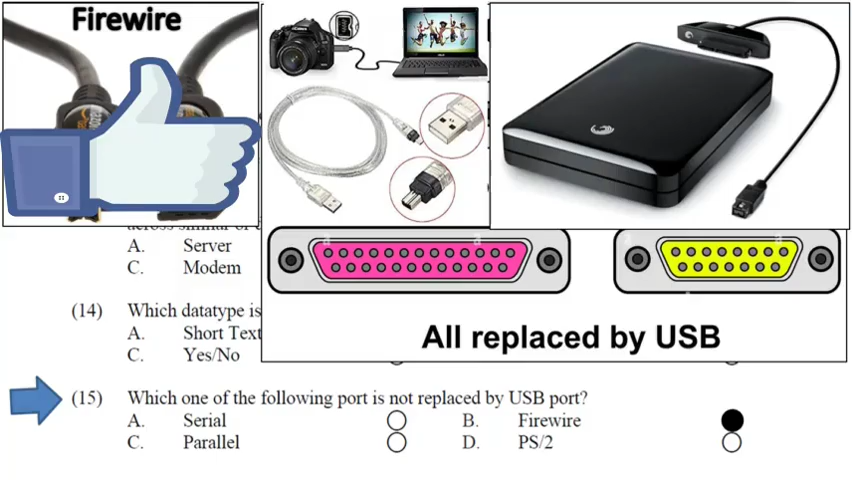 Firewire
All replaced by USB
A. Server
C. Modem
(14) Which datatype is
A. Short Text
C. Yes/No
(15) Which one of the following port is not replaced by USB port?
A. Serial B. Firewire
C. Parallel D. PS/2